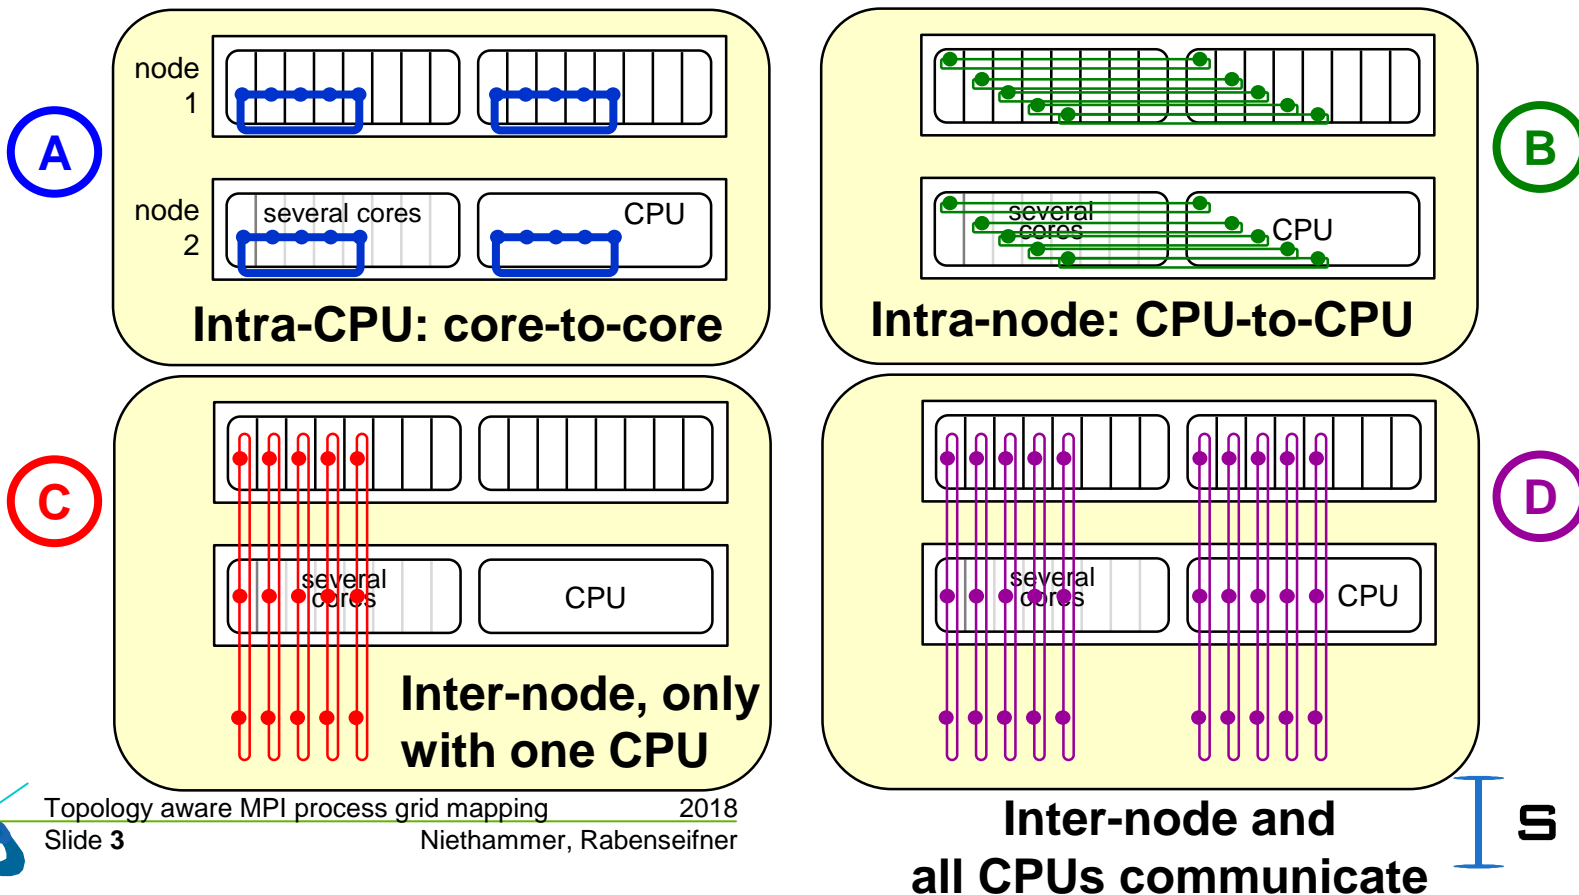 node
1
A
node
2
several cores
CPU
Intra-CPU: core-to-core
B
several
cores
CPU
Intra-node: CPU-to-CPU
C
several
cores
CPU
Inter-node, only
with one CPU
D
several
cores
CPU
Inter-node and
all CPUs communicate
Topology aware MPI process grid mapping 2018
Slide 3 Niethammer, Rabenseifner
S